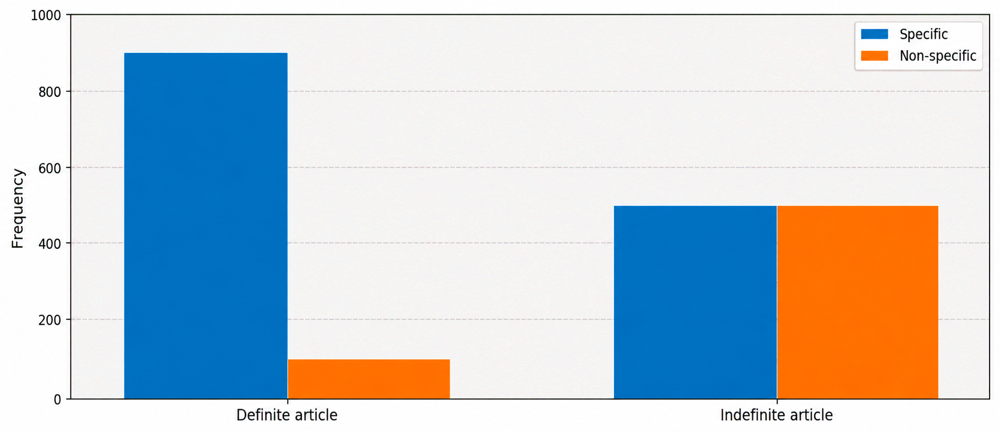 1000
800
600
400
200
0
Frequency
Specific
Non-specific
Definite article
Indefinite article